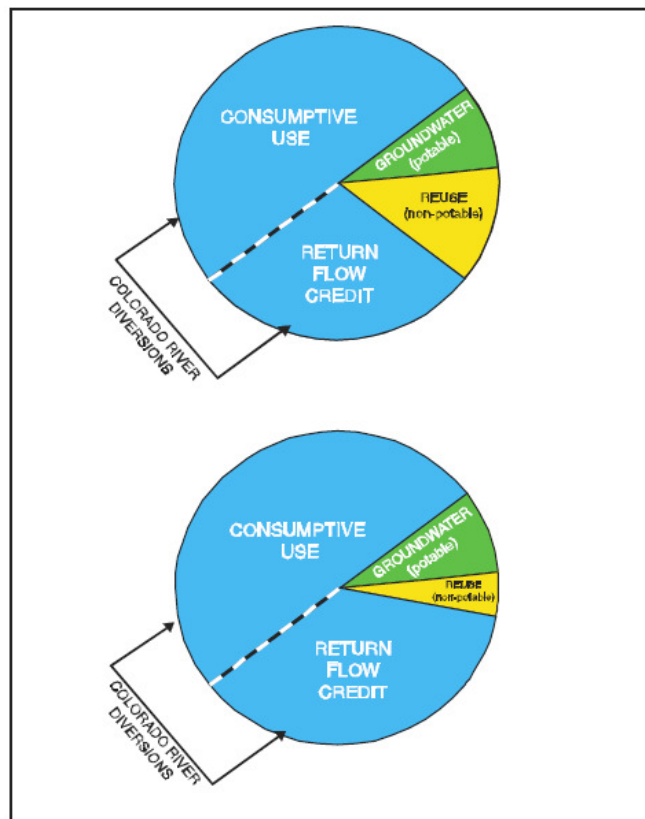 CONSUMPTIVE
USE
GROUNDWATER
(potable)
REUSE
(non-potable)
RETURN
FLOW
CREDIT
COLORADO RIVER
DIVERSIONS
CONSUMPTIVE
USE
GROUNDWATER
(potable)
REUSE
(non-potable)
RETURN
FLOW
CREDIT
COLORADO RIVER
DIVERSIONS